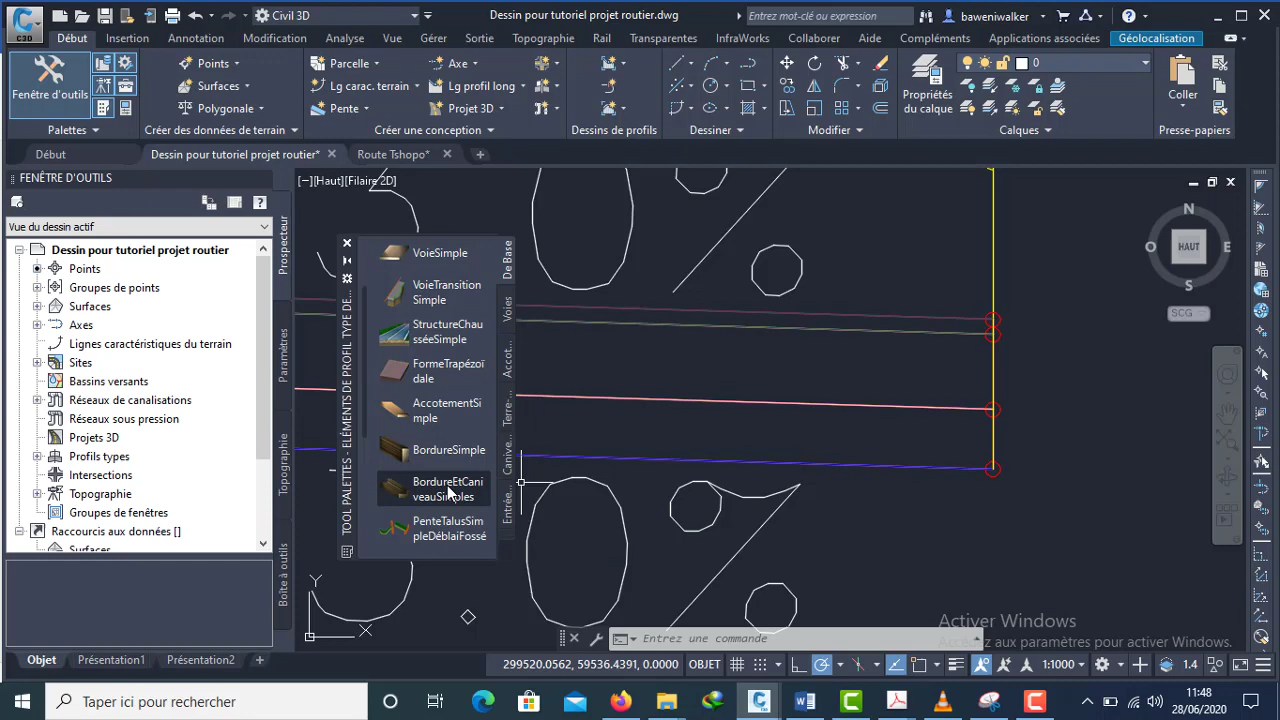 C3D
Civil 3D
Dessin pour tutoriel projet routier.dwg
Entrez mot-clé ou expression
baweniwalker
Début Insertion Annotation Modification Analyse Vue Gérer Sortie Topographie Rail Transparentes InfraWorks Collaborer Aide Compléments Applications associées Express Tools Géolocalisation
Fenêtre d'outils
Points
Surfaces
Polygonale
Parcelle
Lg carac. terrain
Pente
Axe
Lg profil long
Projet 3D
Propriétés
du calque
0
Coller
Palettes
Créer des données de terrain
Créer une conception
Dessins de profils
Dessiner
Modifier
Calques
Presse-papiers
Début
Dessin pour tutoriel projet routier*
Route Tshopo*
FENÊTRE D'OUTILS
Vue du dessin actif
Dessin pour tutoriel projet routier
Points
Groupes de points
Surfaces
Axes
Lignes caractéristiques du terrain
Sites
Bassins versants
Réseaux de canalisations
Réseaux sous pression
Projets 3D
Profils types
Intersections
Topographie
Groupes de fenêtres
Raccourcis aux données []
Surfaces
Prospecteur
Paramètres
Topographie
Boîte à outils
[−][Haut][Filaire 2D]
TOOL PALETTES - ELÉMENTS DE PROFIL TYPE DE...
VoieSimple
VoieTransition
Simple
StructureChau
sséeSimple
FormeTrapézoï
dale
AccotementSi
mple
BordureSimple
BordureEtCani
veauSimples
PenteTalusSim
pleDéblaiFossé
De Base
Voies
Accot...
Terre-...
Canive...
Entrée...
N
O
HAUT
E
S
SCG
Y
X
Activer Windows
Accédez aux paramètres pour activer Windows.
Entrez une commande
Objet Présentation1 Présentation2
299520.0562, 59536.4391, 0.0000 OBJET
1:1000
1.4
Taper ici pour rechercher
11:48
28/06/2020